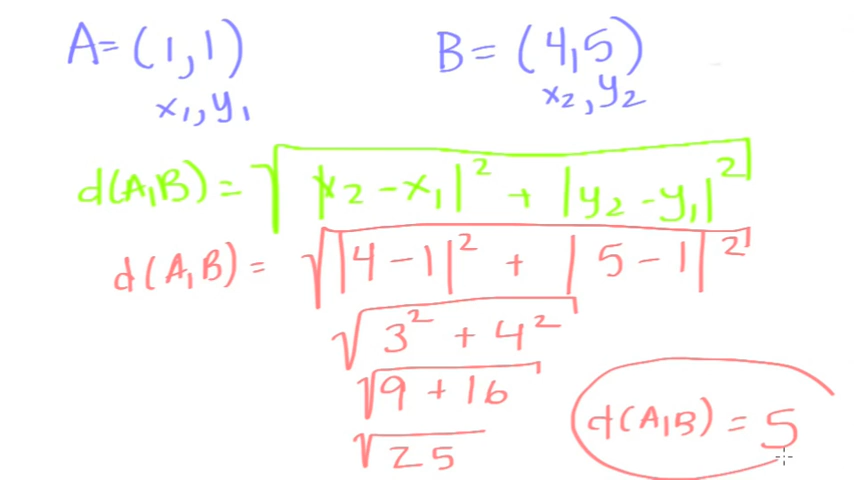 A = (1,1) B = (4,5)
x₁,y₁ x₂,y₂
d(A,B) = √|x₂-x₁|² + |y₂-y₁|²
d(A,B) = √|4-1|² + |5-1|²
√3² + 4²
√9 + 16
√25 d(A,B) = 5